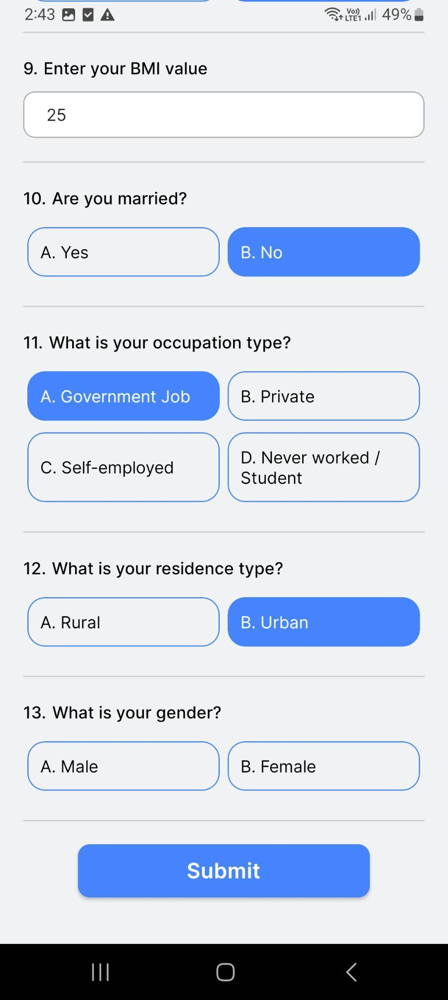 2:43 Vo)) LTE1 49%
9. Enter your BMI value
25
10. Are you married?
A. Yes B. No
11. What is your occupation type?
A. Government Job B. Private
C. Self-employed D. Never worked / Student
12. What is your residence type?
A. Rural B. Urban
13. What is your gender?
A. Male B. Female
Submit